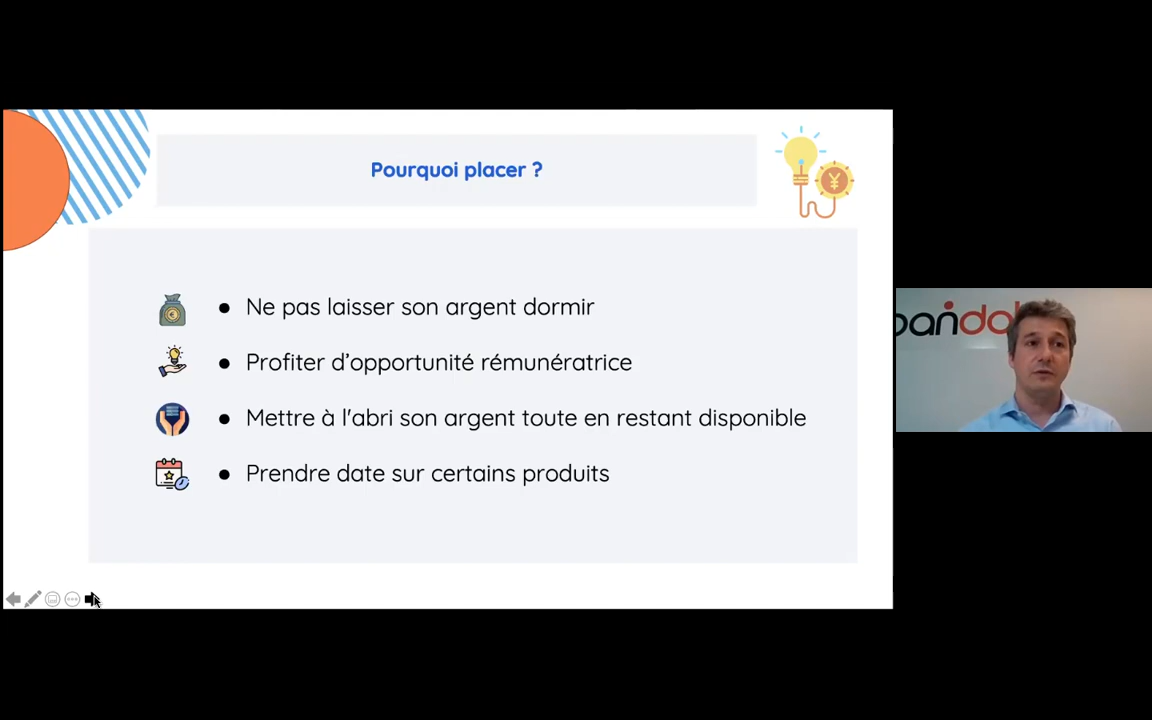 Pourquoi placer ?
● Ne pas laisser son argent dormir
● Profiter d’opportunité rémunératrice
● Mettre à l'abri son argent toute en restant disponible
● Prendre date sur certains produits